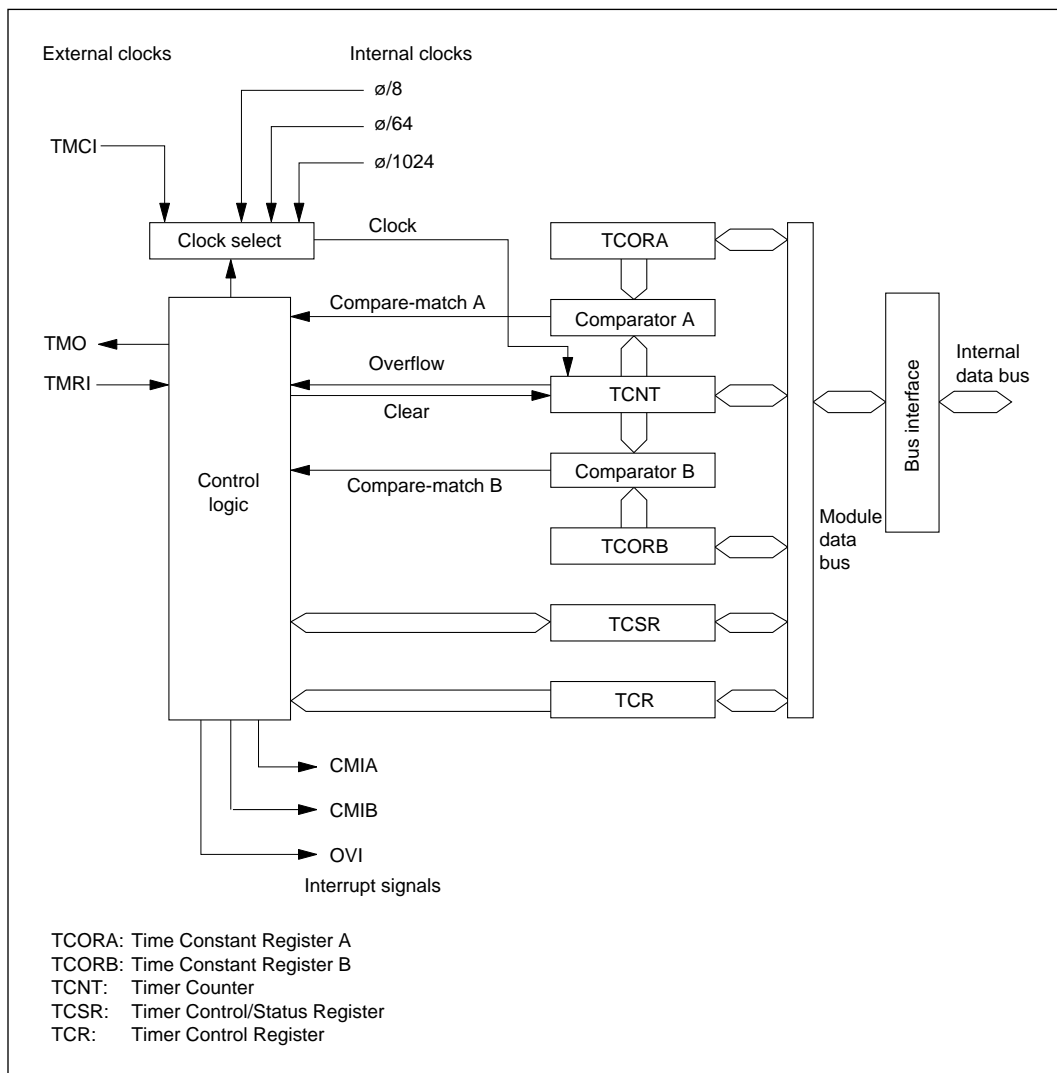 External clocks
Internal clocks
ø/8
ø/64
TMCI
ø/1024
Clock select
Clock
TCORA
Compare-match A
Comparator A
TMO
TMRI
Overflow
TCNT
Clear
Internal
data bus
Bus interface
Control
logic
Compare-match B
Comparator B
TCORB
Module
data
bus
TCSR
TCR
CMIA
CMIB
OVI
Interrupt signals
TCORA: Time Constant Register A
TCORB: Time Constant Register B
TCNT: Timer Counter
TCSR: Timer Control/Status Register
TCR: Timer Control Register